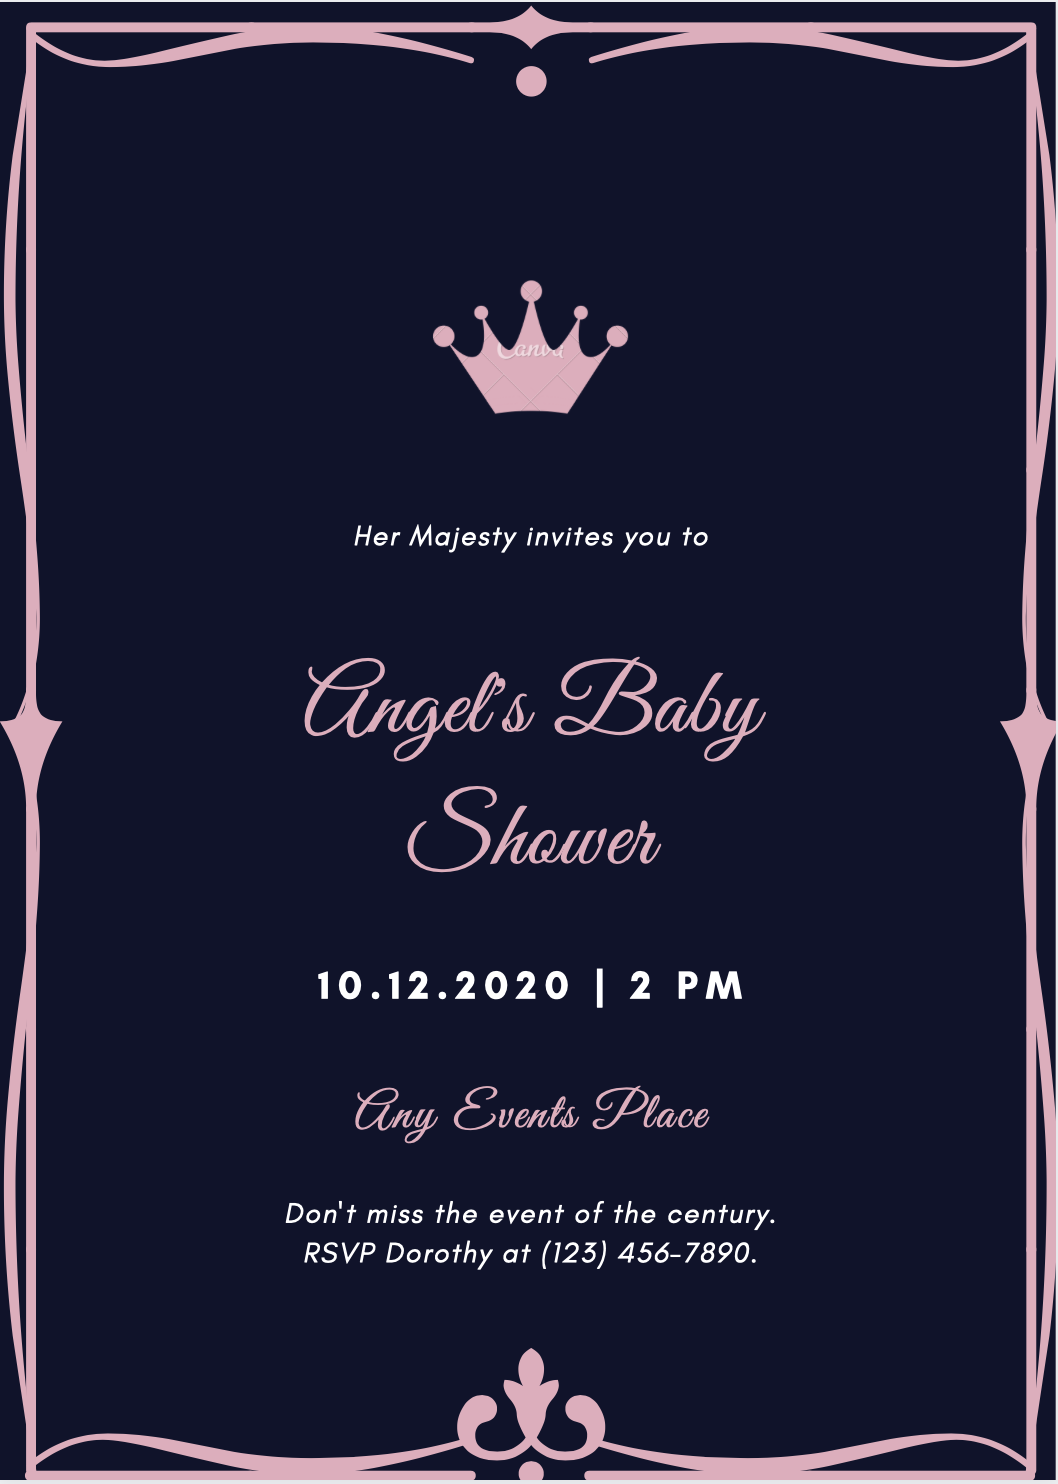 Canva
Her Majesty invites you to
Angel's Baby
Shower
10.12.2020 | 2 PM
Any Events Place
Don't miss the event of the century.
RSVP Dorothy at (123) 456-7890.